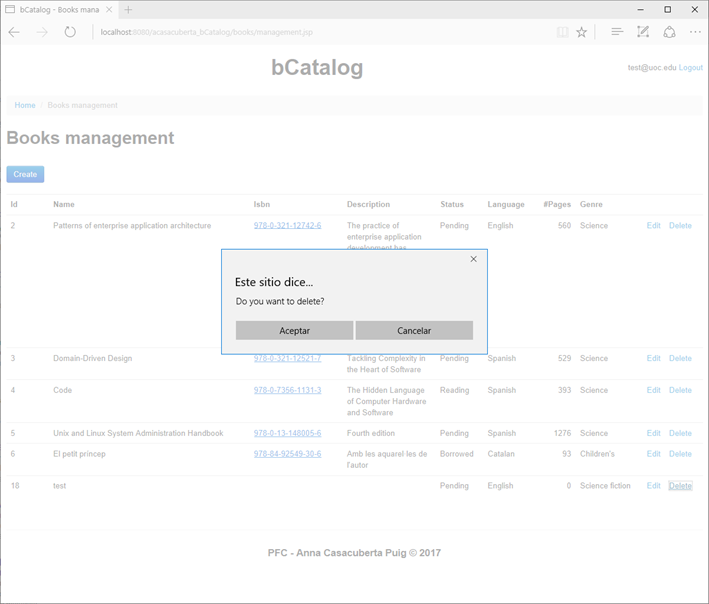 bCatalog - Books mana
localhost:8080/acasacuberta_bCatalog/books/management.jsp
bCatalog
test@uoc.edu Logout
Home / Books management
Books management
Create
Id Name Isbn Description Status Language #Pages Genre
2 Patterns of enterprise application architecture 978-0-321-12742-6 The practice of Pending English 560 Science Edit Delete
enterprise application
development has
Este sitio dice...
Do you want to delete?
Aceptar Cancelar
3 Domain-Driven Design 978-0-321-12521-7 Tackling Complexity in Pending Spanish 529 Science Edit Delete
the Heart of Software
4 Code 978-0-7356-1131-3 The Hidden Language Reading Spanish 393 Science Edit Delete
of Computer Hardware
and Software
5 Unix and Linux System Administration Handbook 978-0-13-148005-6 Fourth edition Pending Spanish 1276 Science Edit Delete
6 El petit príncep 978-84-92549-30-6 Amb les aquarel·les de Borrowed Catalan 93 Children's Edit Delete
l'autor
18 test Pending English 0 Science fiction Edit Delete
PFC - Anna Casacuberta Puig © 2017